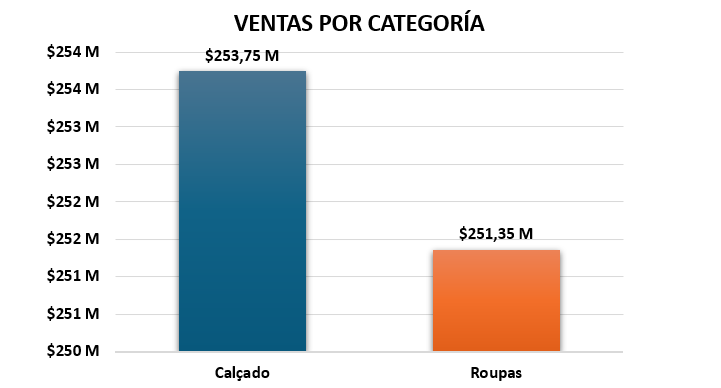 VENTAS POR CATEGORÍA
$254 M
$254 M
$253 M
$253 M
$252 M
$252 M
$251 M
$251 M
$250 M
$253,75 M
$251,35 M
Calçado
Roupas